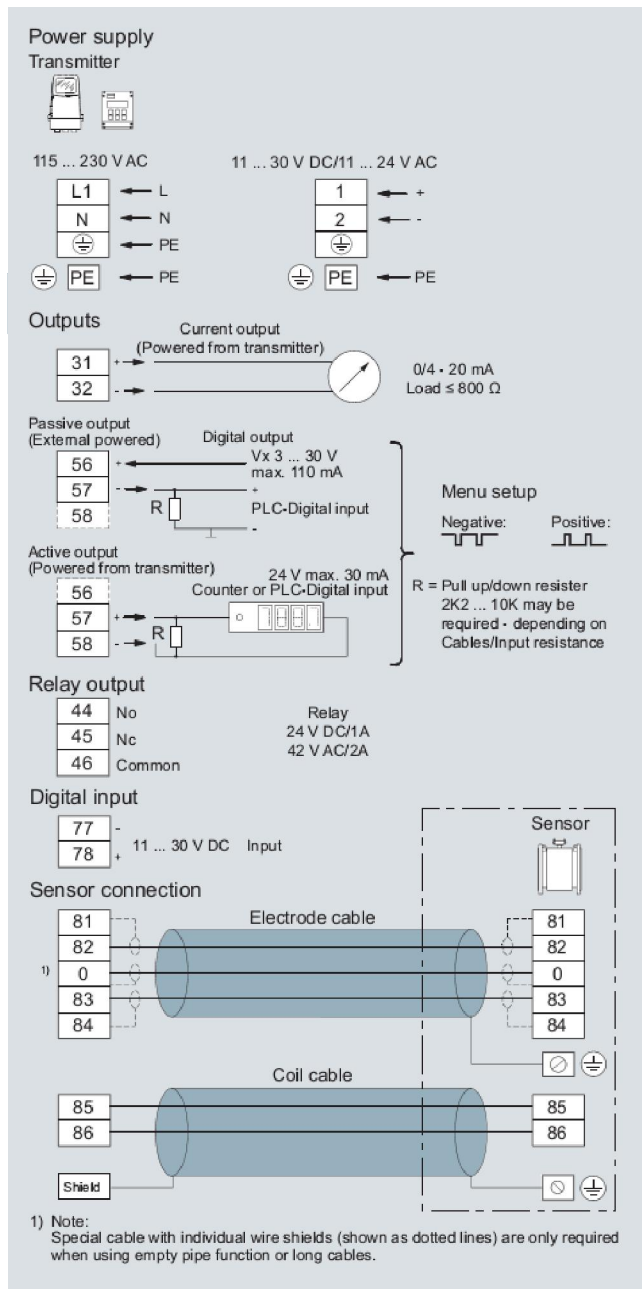 Power supply
Transmitter
115 ... 230 V AC
11 ... 30 V DC/11 ... 24 V AC
L1
L
N
N
PE
PE
PE
1
+
2
-
PE
PE
Outputs
Current output
(Powered from transmitter)
31
+
32
-
0/4 - 20 mA
Load ≤ 800 Ω
Passive output
(External powered)
Digital output
56
+
Vx 3 ... 30 V
max. 110 mA
57
-
+
58
R
PLC-Digital input
-
Menu setup
Negative:
Positive:
Active output
(Powered from transmitter)
24 V max. 30 mA
Counter or PLC-Digital input
56
57
+
58
-
R
R = Pull up/down resister
2K2 ... 10K may be
required - depending on
Cables/Input resistance
Relay output
44
No
45
Nc
46
Common
Relay
24 V DC/1A
42 V AC/2A
Digital input
77
-
78
+
11 ... 30 V DC Input
Sensor
Sensor connection
Electrode cable
81
81
82
82
1)
0
0
83
83
84
84
Coil cable
85
85
86
86
Shield
1) Note:
Special cable with individual wire shields (shown as dotted lines) are only required
when using empty pipe function or long cables.